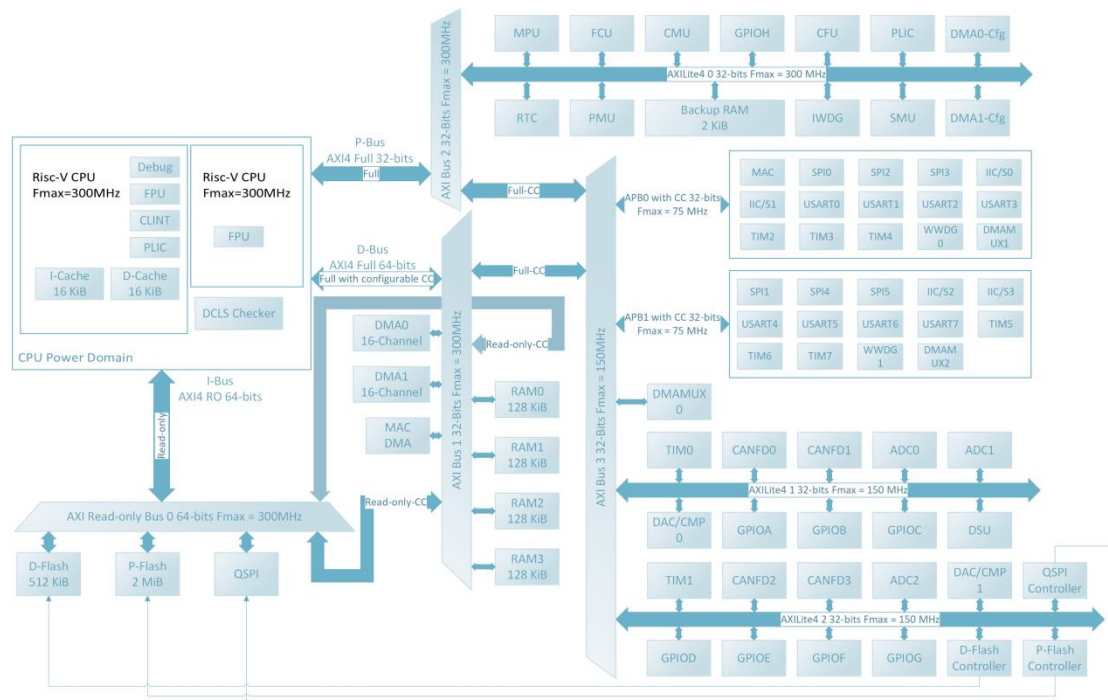 MPU
FCU
CMU
GPIOH
CFU
PLIC
DMA0-Cfg
AXILite4 0 32-bits Fmax = 300 MHz
RTC
PMU
Backup RAM
2 KiB
IWDG
SMU
DMA1-Cfg
AXI Bus 2 32-Bits Fmax = 300MHz
P-Bus
AXI4 Full 32-bits
Full
Risc-V CPU
Fmax=300MHz
Debug
FPU
CLINT
PLIC
I-Cache
16 KiB
D-Cache
16 KiB
Risc-V CPU
Fmax=300MHz
FPU
DCLS Checker
CPU Power Domain
D-Bus
AXI4 Full 64-bits
Full with configurable CC
I-Bus
AXI4 RO 64-bits
Read-only
Full-CC
Full-CC
DMA0
16-Channel
DMA1
16-Channel
MAC
DMA
Read-only-CC
Read-only-CC
AXI Bus 1 32-Bits Fmax = 300MHz
RAM0
128 KiB
RAM1
128 KiB
RAM2
128 KiB
RAM3
128 KiB
AXI Read-only Bus 0 64-bits Fmax = 300MHz
D-Flash
512 KiB
P-Flash
2 MiB
QSPI
AXI Bus 3 32-Bits Fmax = 150MHz
APB0 with CC 32-bits
Fmax = 75 MHz
MAC
SPI0
SPI2
SPI3
IIC/S0
IIC/S1
USART0
USART1
USART2
USART3
TIM2
TIM3
TIM4
WWDG
0
DMAM
UX1
APB1 with CC 32-bits
Fmax = 75 MHz
SPI1
SPI4
SPI5
IIC/S2
IIC/S3
USART4
USART5
USART6
USART7
TIM5
TIM6
TIM7
WWDG
1
DMAM
UX2
DMAMUX
0
TIM0
CANFD0
CANFD1
ADC0
ADC1
AXILite4 1 32-bits Fmax = 150 MHz
DAC/CMP
0
GPIOA
GPIOB
GPIOC
DSU
TIM1
CANFD2
CANFD3
ADC2
DAC/CMP
1
QSPI
Controller
AXILite4 2 32-bits Fmax = 150 MHz
GPIOD
GPIOE
GPIOF
GPIOG
D-Flash
Controller
P-Flash
Controller